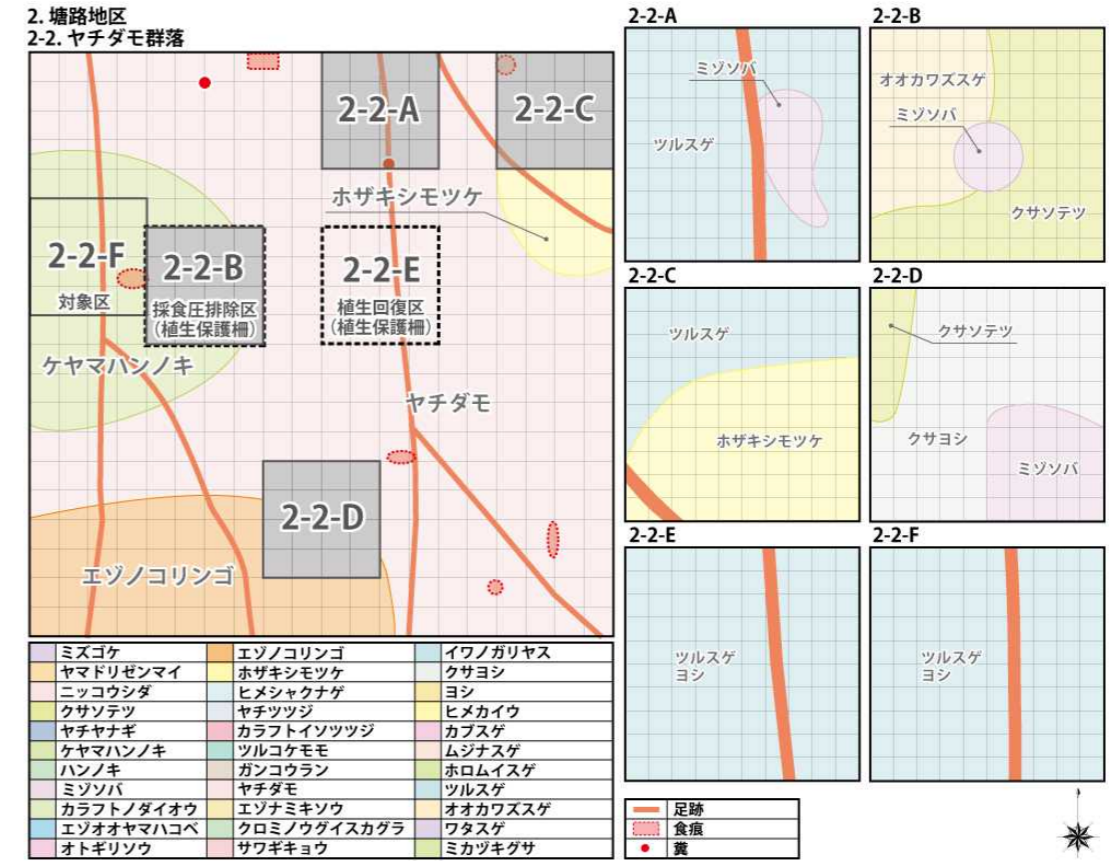 2. 塘路地区
2-2. ヤチダモ群落
2-2-A
2-2-C
ホザキシモツケ
2-2-F
対象区
2-2-B
採食圧排除区
（植生保護柵）
2-2-E
植生回復区
（植生保護柵）
ケヤマハンノキ
ヤチダモ
2-2-D
エゾノコリンゴ
2-2-A
ミゾソバ
ツルスゲ
2-2-B
オオカワズスゲ
ミゾソバ
クサソテツ
2-2-C
ツルスゲ
ホザキシモツケ
2-2-D
クサソテツ
クサヨシ
ミゾソバ
2-2-E
ツルスゲ
ヨシ
2-2-F
ツルスゲ
ヨシ
ミズゴケ エゾノコリンゴ イワノガリヤス
ヤマドリゼンマイ ホザキシモツケ クサヨシ
ニッコウシダ ヒメシャクナゲ ヨシ
クサソテツ ヤチツツジ ヒメカイウ
ヤチヤナギ カラフトイソツツジ カブスゲ
ケヤマハンノキ ツルコケモモ ムジナスゲ
ハンノキ ガンコウラン ホロムイスゲ
ミゾソバ ヤチダモ ツルスゲ
カラフトノダイオウ エゾナミキソウ オオカワズスゲ
エゾオオヤマハコベ クロミノウグイスカグラ ワタスゲ
オトギリソウ サワギキョウ ミカヅキグサ
足跡
食痕
糞